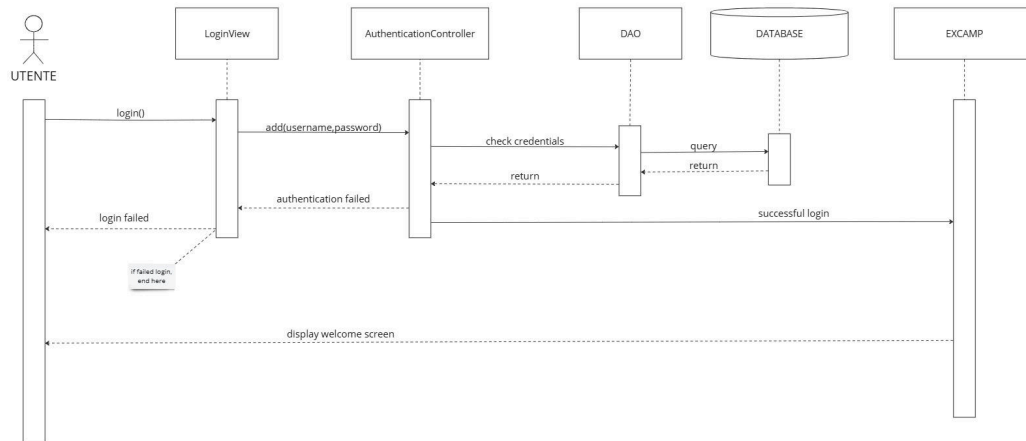 LoginView
AuthenticationController
DAO
DATABASE
EXCAMP
UTENTE
login()
add(username,password)
check credentials
query
return
return
authentication failed
successful login
login failed
if failed login,
end here
display welcome screen